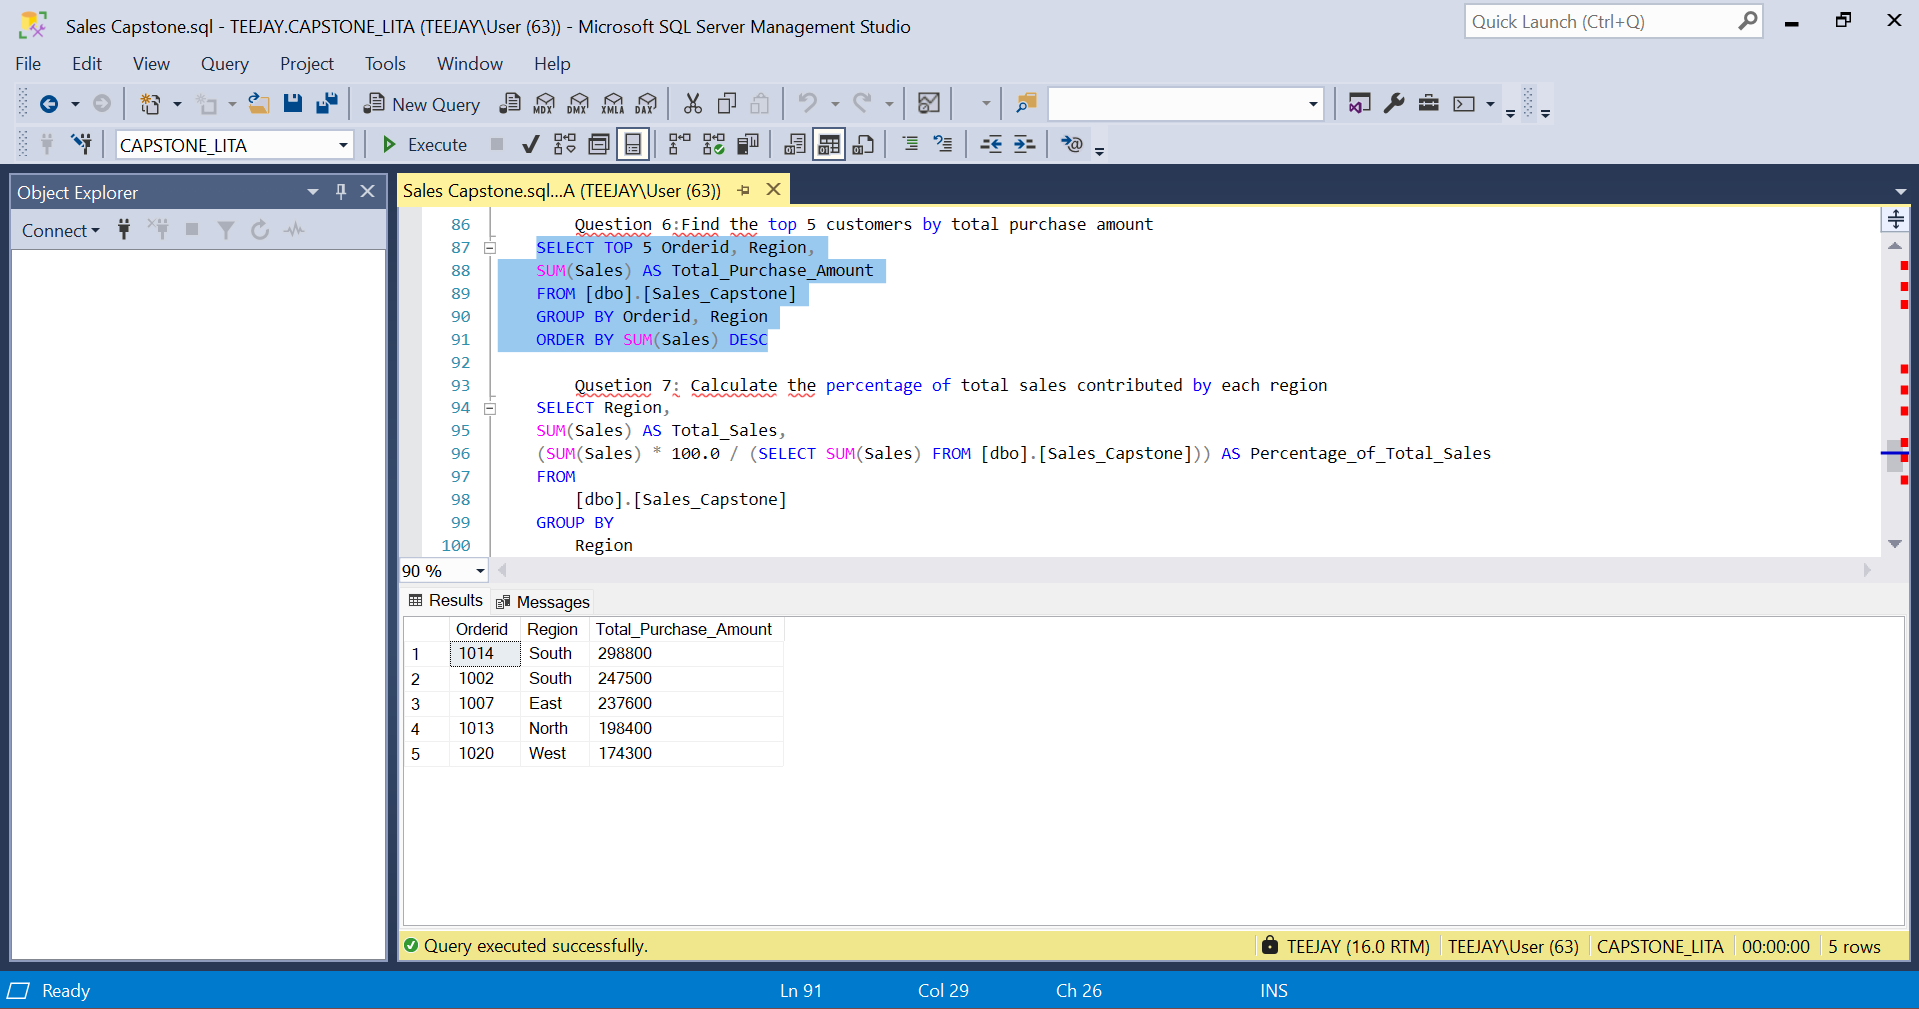 Sales Capstone.sql - TEEJAY.CAPSTONE_LITA (TEEJAY\User (63)) - Microsoft SQL Server Management Studio
Quick Launch (Ctrl+Q)
File Edit View Query Project Tools Window Help
New Query MDX DMX XMLA DAX
CAPSTONE_LITA Execute
Object Explorer
Connect
Sales Capstone.sql...A (TEEJAY\User (63))
86 Question 6:Find the top 5 customers by total purchase amount
87 SELECT TOP 5 Orderid, Region,
88 SUM(Sales) AS Total_Purchase_Amount
89 FROM [dbo].[Sales_Capstone]
90 GROUP BY Orderid, Region
91 ORDER BY SUM(Sales) DESC
92
93 Qusetion 7: Calculate the percentage of total sales contributed by each region
94 SELECT Region,
95 SUM(Sales) AS Total_Sales,
96 (SUM(Sales) * 100.0 / (SELECT SUM(Sales) FROM [dbo].[Sales_Capstone])) AS Percentage_of_Total_Sales
97 FROM
98 [dbo].[Sales_Capstone]
99 GROUP BY
100 Region
90 %
Results Messages
Orderid Region Total_Purchase_Amount
1 1014 South 298800
2 1002 South 247500
3 1007 East 237600
4 1013 North 198400
5 1020 West 174300
Query executed successfully. TEEJAY (16.0 RTM) TEEJAY\User (63) CAPSTONE_LITA 00:00:00 5 rows
Ready Ln 91 Col 29 Ch 26 INS